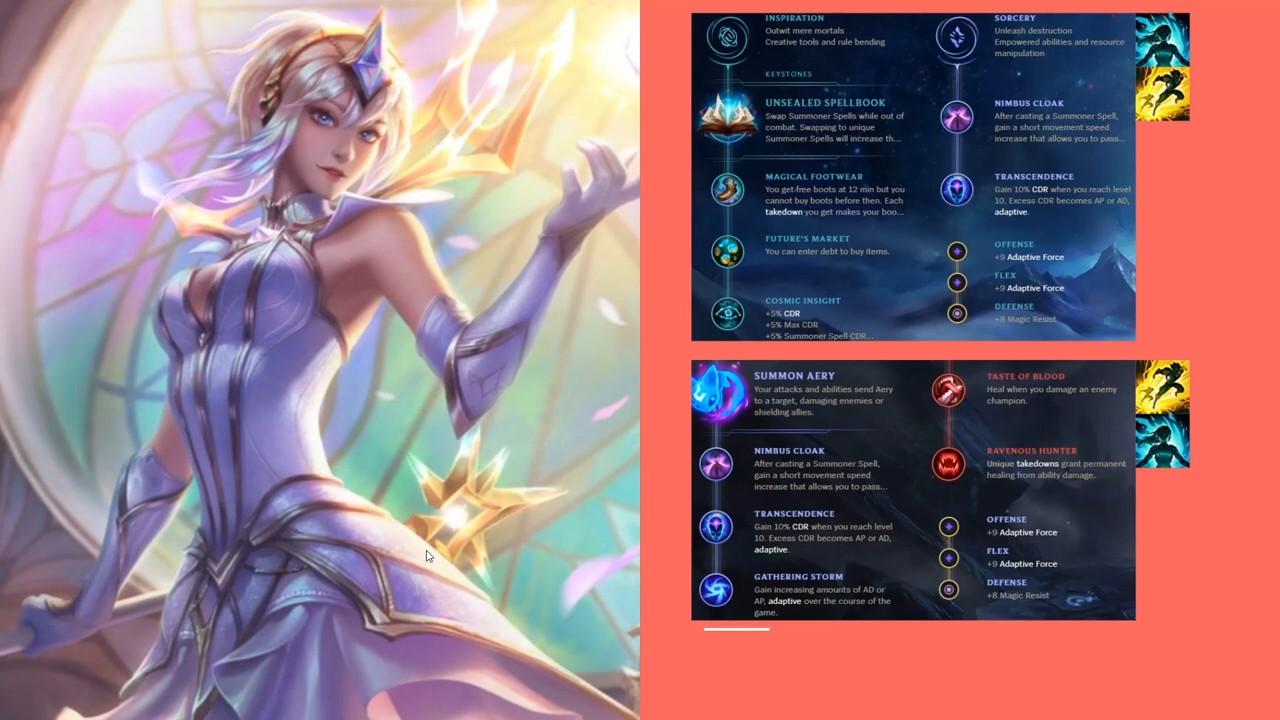 INSPIRATION
Outwit mere mortals
Creative tools and rule bending
KEYSTONES
UNSEALED SPELLBOOK
Swap Summoner Spells while out of
combat. Swapping to unique
Summoner Spells will increase th...
MAGICAL FOOTWEAR
You get free boots at 12 min but you
cannot buy boots before then. Each
takedown you get makes your boo...
FUTURE'S MARKET
You can enter debt to buy items.
COSMIC INSIGHT
+5% CDR
+5% Max CDR
+5% Summoner Spell CDR...
SORCERY
Unleash destruction
Empowered abilities and resource
manipulation
NIMBUS CLOAK
After casting a Summoner Spell,
gain a short movement speed
increase that allows you to pass...
TRANSCENDENCE
Gain 10% CDR when you reach level
10. Excess CDR becomes AP or AD,
adaptive.
OFFENSE
+9 Adaptive Force
FLEX
+9 Adaptive Force
DEFENSE
+8 Magic Resist
SUMMON AERY
Your attacks and abilities send Aery
to a target, damaging enemies or
shielding allies.
NIMBUS CLOAK
After casting a Summoner Spell,
gain a short movement speed
increase that allows you to pass...
TRANSCENDENCE
Gain 10% CDR when you reach level
10. Excess CDR becomes AP or AD,
adaptive.
GATHERING STORM
Gain increasing amounts of AD or
AP, adaptive over the course of the
game.
TASTE OF BLOOD
Heal when you damage an enemy
champion.
RAVENOUS HUNTER
Unique takedowns grant permanent
healing from ability damage.
OFFENSE
+9 Adaptive Force
FLEX
+9 Adaptive Force
DEFENSE
+8 Magic Resist